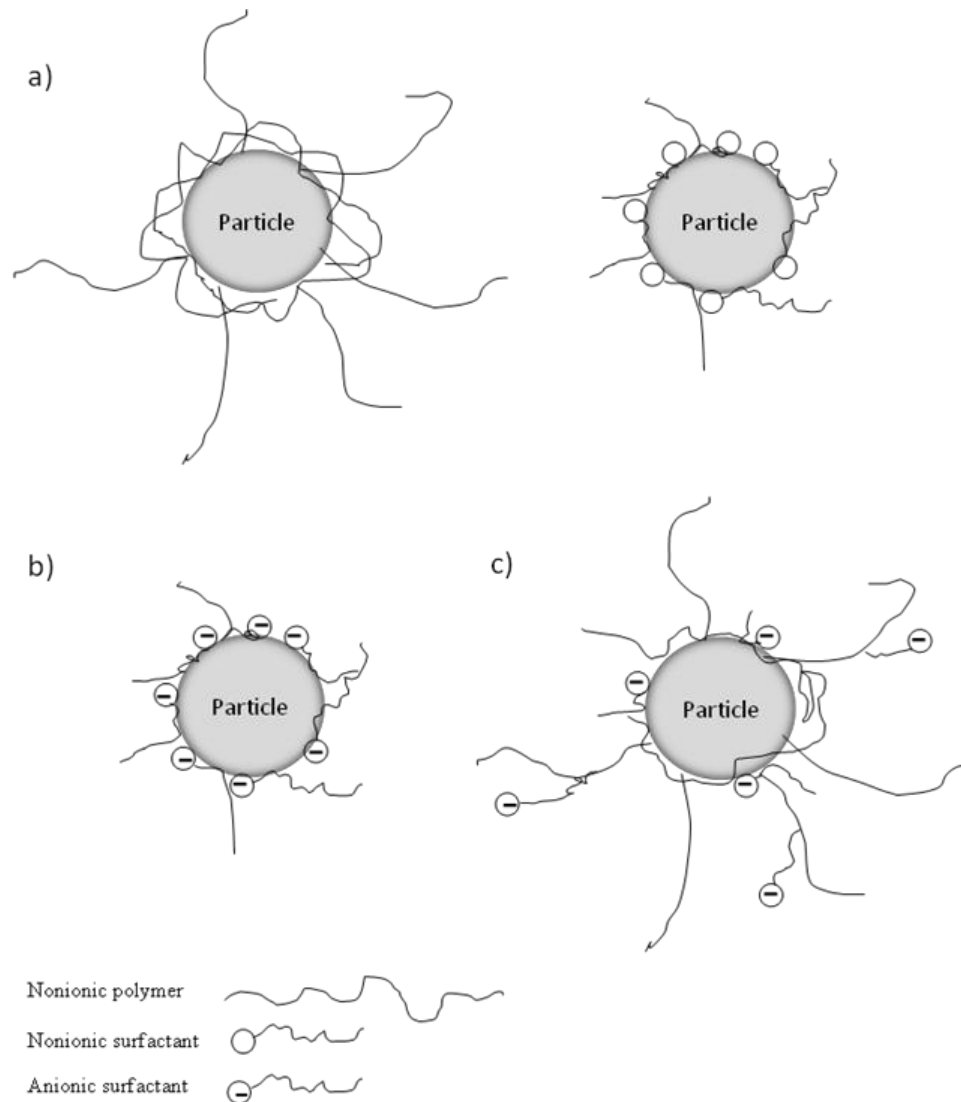 a)
Particle
Particle
b)
Particle
c)
Particle
Nonionic polymer
Nonionic surfactant
Anionic surfactant